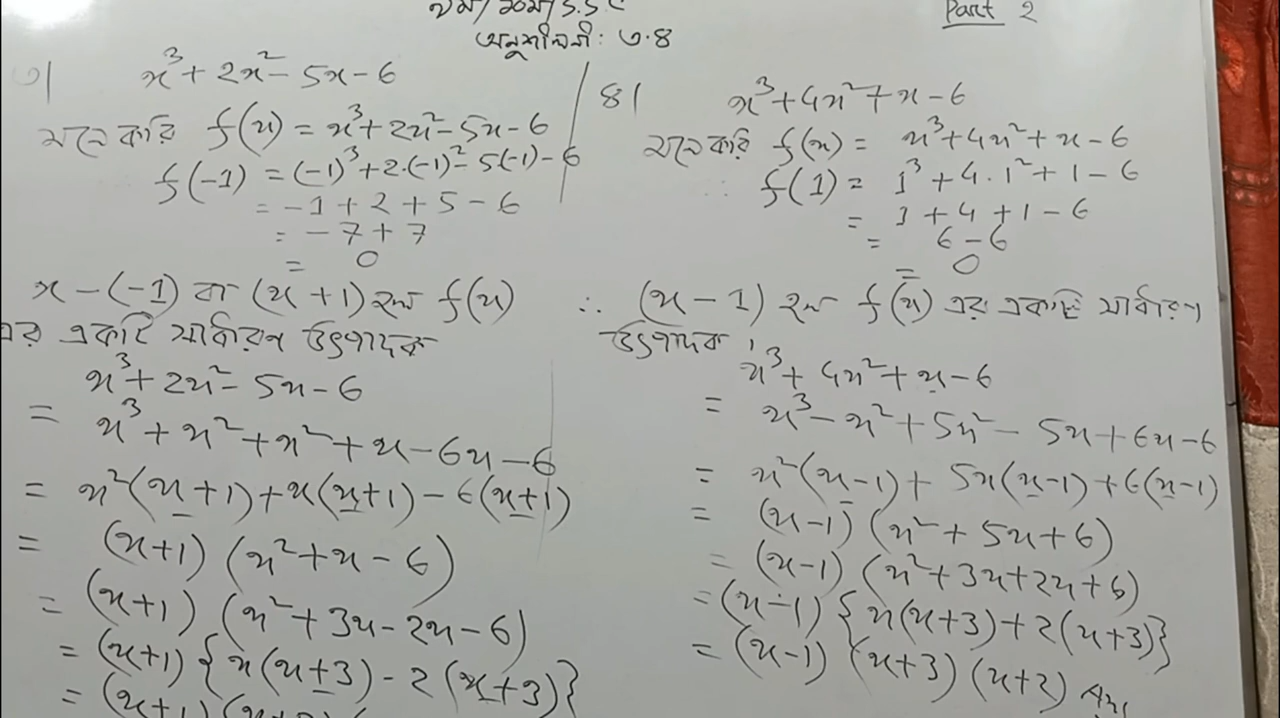 ৯ম/১০ম/S.S.C
Part 2
অনুশীলনী: ৩.৪
৩| x³+2x²-5x-6
মনে করি f(x) = x³+2x²-5x-6
f(-1) = (-1)³+2.(-1)²-5(-1)-6
= -1+2+5-6
= -7+7
= 0
x-(-1) বা (x+1) হল f(x)
এর একটি সাধারণ উৎপাদক
x³+2x²-5x-6
= x³+x²+x²+x-6x-6
= x²(x+1)+x(x+1)-6(x+1)
= (x+1) (x²+x-6)
= (x+1) (x²+3x-2x-6)
= (x+1) {x(x+3)-2(x+3)}
৪| x³+4x²+x-6
মনে করি f(x) = x³+4x²+x-6
∴ f(1) = 1³+4.1²+1-6
= 1+4+1-6
= 6-6
= 0
∴ (x-1) হল f(x) এর একটি সাধারণ
উৎপাদক।
x³+4x²+x-6
= x³-x²+5x²-5x+6x-6
= x²(x-1)+5x(x-1)+6(x-1)
= (x-1) (x²+5x+6)
= (x-1) (x²+3x+2x+6)
= (x-1) {x(x+3)+2(x+3)}
= (x-1) (x+3) (x+2) Ans